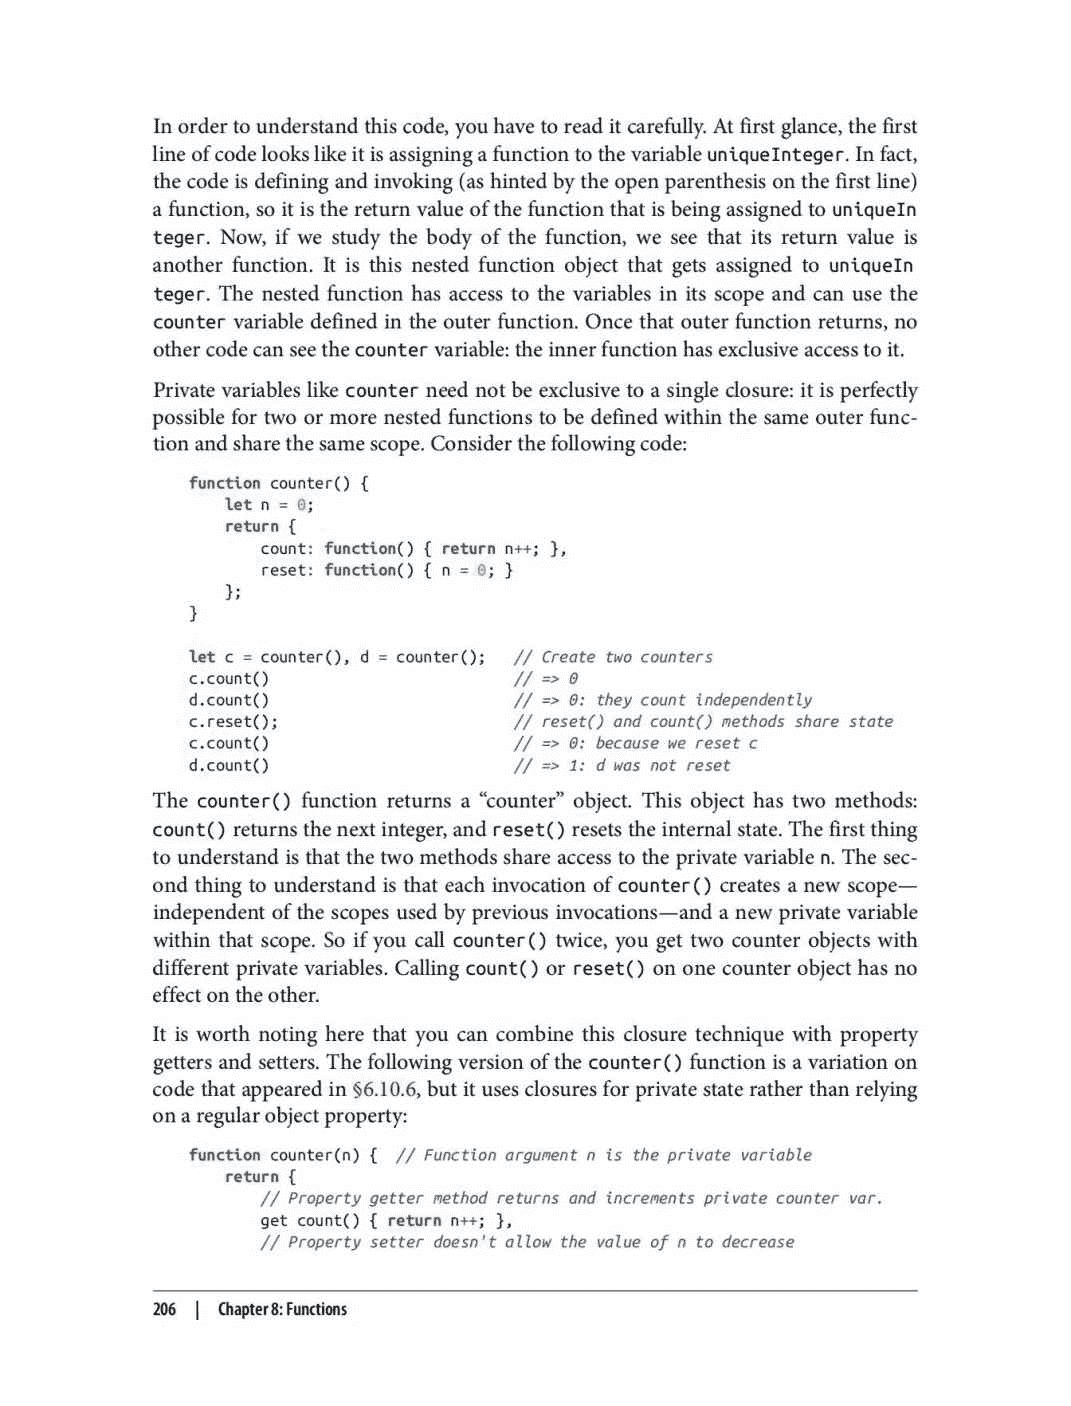 In order to understand this code, you have to read it carefully. At first glance, the first
line of code looks like it is assigning a function to the variable uniqueInteger. In fact,
the code is defining and invoking (as hinted by the open parenthesis on the first line)
a function, so it is the return value of the function that is being assigned to uniqueIn
teger. Now, if we study the body of the function, we see that its return value is
another function. It is this nested function object that gets assigned to uniqueIn
teger. The nested function has access to the variables in its scope and can use the
counter variable defined in the outer function. Once that outer function returns, no
other code can see the counter variable: the inner function has exclusive access to it.
Private variables like counter need not be exclusive to a single closure: it is perfectly
possible for two or more nested functions to be defined within the same outer func-
tion and share the same scope. Consider the following code:
function counter() {
    let n = 0;
    return {
        count: function() { return n++; },
        reset: function() { n = 0; }
    };
}
let c = counter(), d = counter();   // Create two counters
c.count()                           // => 0
d.count()                           // => 0: they count independently
c.reset();                          // reset() and count() methods share state
c.count()                           // => 0: because we reset c
d.count()                           // => 1: d was not reset
The counter() function returns a “counter” object. This object has two methods:
count() returns the next integer, and reset() resets the internal state. The first thing
to understand is that the two methods share access to the private variable n. The sec-
ond thing to understand is that each invocation of counter() creates a new scope—
independent of the scopes used by previous invocations—and a new private variable
within that scope. So if you call counter() twice, you get two counter objects with
different private variables. Calling count() or reset() on one counter object has no
effect on the other.
It is worth noting here that you can combine this closure technique with property
getters and setters. The following version of the counter() function is a variation on
code that appeared in §6.10.6, but it uses closures for private state rather than relying
on a regular object property:
function counter(n) {  // Function argument n is the private variable
    return {
        // Property getter method returns and increments private counter var.
        get count() { return n++; },
        // Property setter doesn't allow the value of n to decrease
206 | Chapter 8: Functions